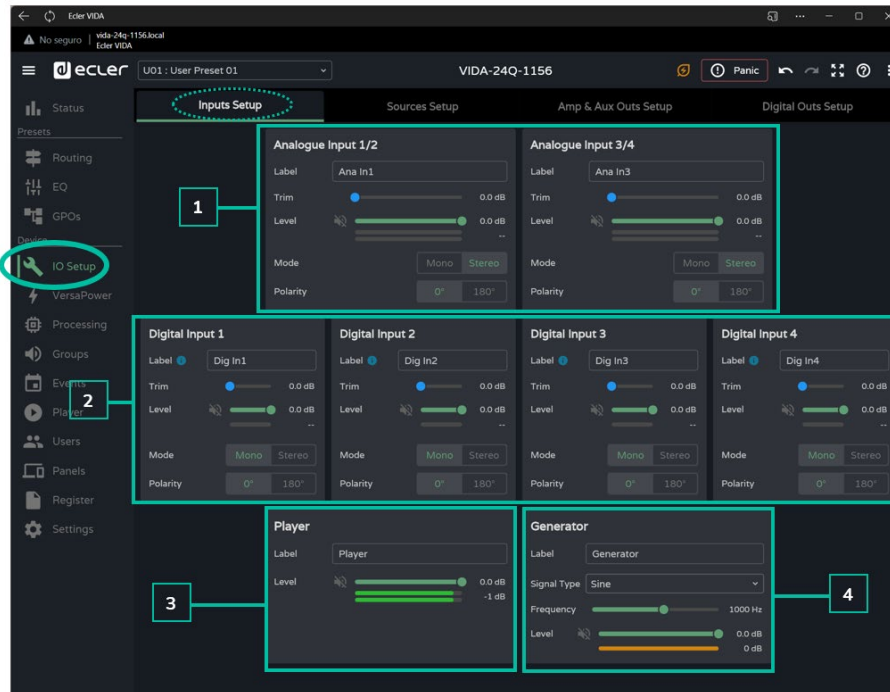 Ecler VIDA
No seguro vida-24q-1156.local
Ecler VIDA
ecler U01 : User Preset 01 VIDA-24Q-1156 Panic
Status
Presets
Routing
EQ
GPOs
Device
IO Setup
VersaPower
Processing
Groups
Events
Player
Users
Panels
Register
Settings
Inputs Setup Sources Setup Amp & Aux Outs Setup Digital Outs Setup
1
Analogue Input 1/2 Analogue Input 3/4
Label Ana In1 Label Ana In3
Trim 0.0 dB Trim 0.0 dB
Level 0.0 dB Level 0.0 dB
-- --
Mode Mono Stereo Mode Mono Stereo
Polarity 0° 180° Polarity 0° 180°
2
Digital Input 1 Digital Input 2 Digital Input 3 Digital Input 4
Label Dig In1 Label Dig In2 Label Dig In3 Label Dig In4
Trim 0.0 dB Trim 0.0 dB Trim 0.0 dB Trim 0.0 dB
Level 0.0 dB Level 0.0 dB Level 0.0 dB Level 0.0 dB
-- -- -- --
Mode Mono Stereo Mode Mono Stereo Mode Mono Stereo Mode Mono Stereo
Polarity 0° 180° Polarity 0° 180° Polarity 0° 180° Polarity 0° 180°
3
Player
Label Player
Level 0.0 dB
-1 dB
Generator
Label Generator
Signal Type Sine
Frequency 1000 Hz
Level 0.0 dB
0 dB
4